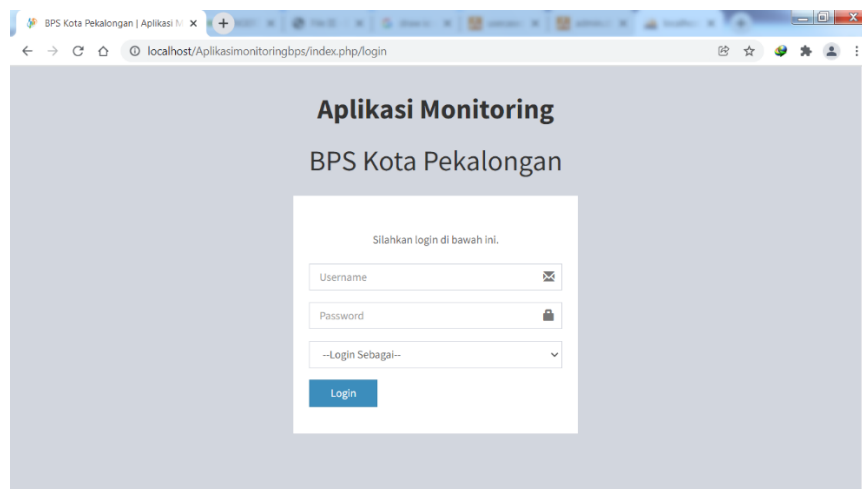 BPS Kota Pekalongan | Aplikasi M
localhost/Aplikasimonitoringbps/index.php/login
Aplikasi Monitoring
BPS Kota Pekalongan
Silahkan login di bawah ini.
Username
Password
--Login Sebagai--
Login